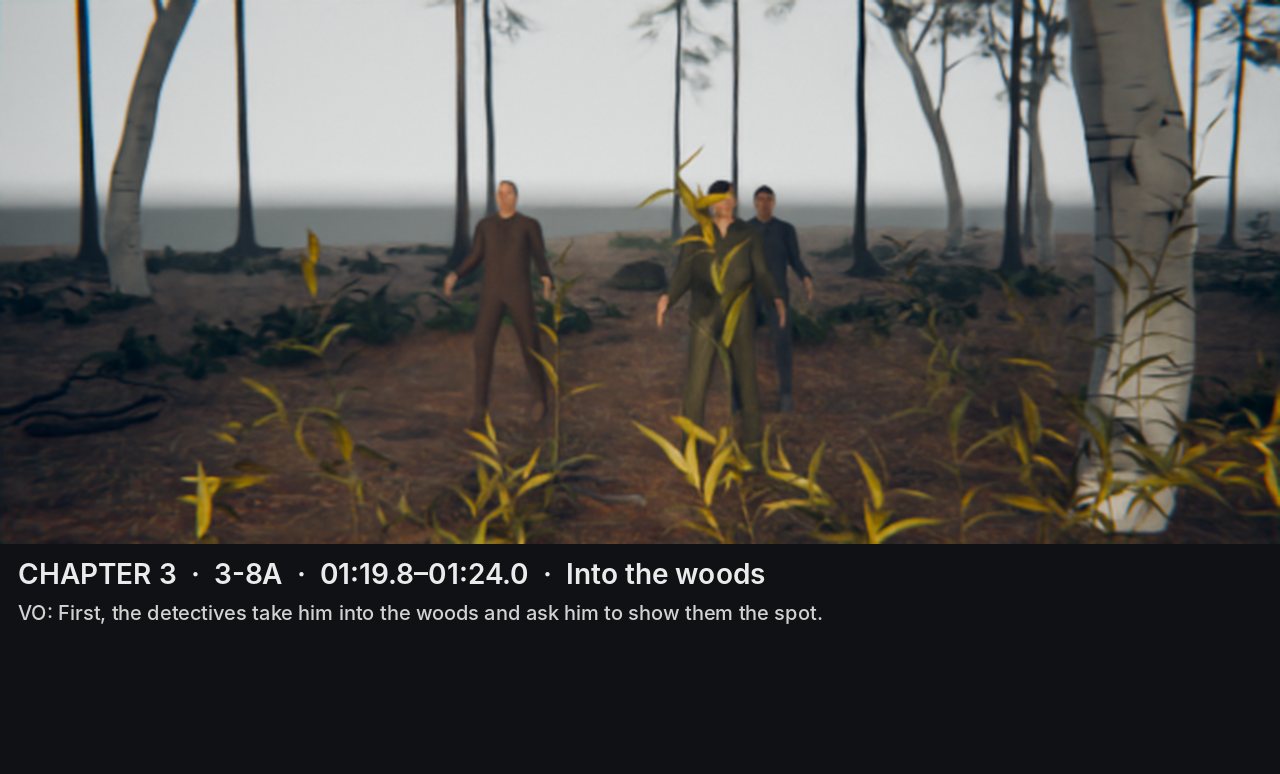 CHAPTER 3 · 3-8A · 01:19.8–01:24.0 · Into the woods
VO: First, the detectives take him into the woods and ask him to show them the spot.